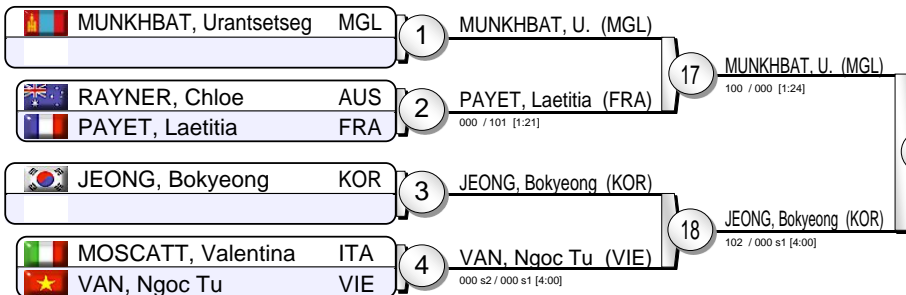 MUNKHBAT, Urantsetseg MGL
1
MUNKHBAT, U. (MGL)
17
MUNKHBAT, U. (MGL)
100 / 000 [1:24]
RAYNER, Chloe AUS
PAYET, Laetitia FRA
2
PAYET, Laetitia (FRA)
000 / 101 [1:21]
JEONG, Bokyeong KOR
3
JEONG, Bokyeong (KOR)
18
JEONG, Bokyeong (KOR)
102 / 000 s1 [4:00]
MOSCATT, Valentina ITA
VAN, Ngoc Tu VIE
4
VAN, Ngoc Tu (VIE)
000 s2 / 000 s1 [4:00]